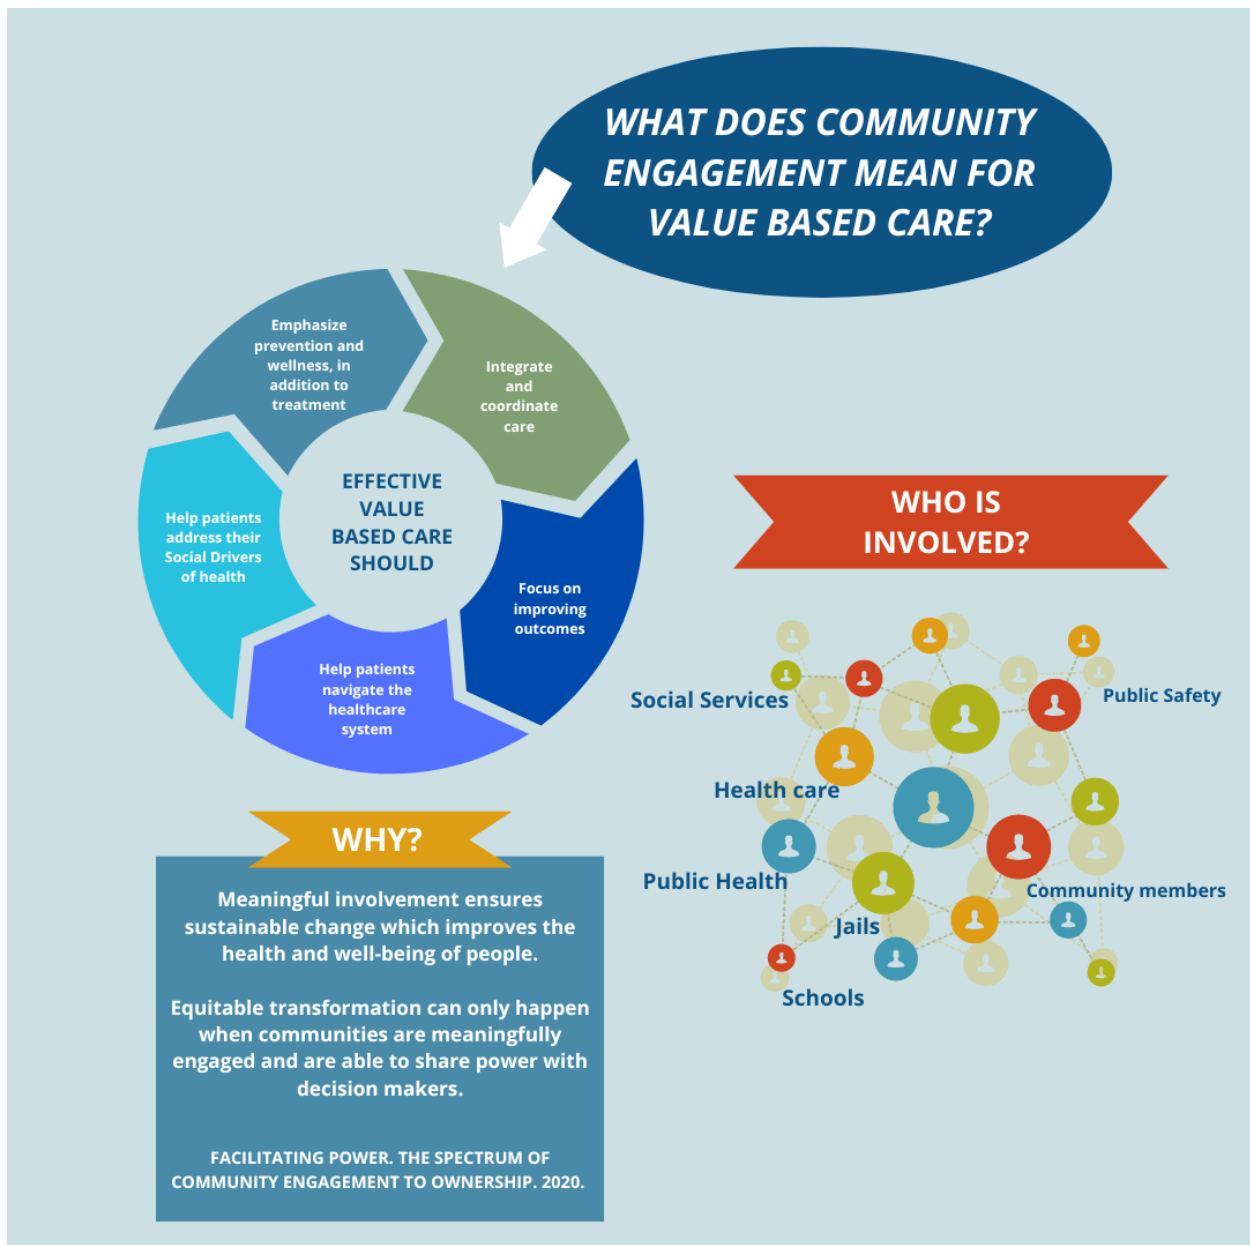 WHAT DOES COMMUNITY
ENGAGEMENT MEAN FOR
VALUE BASED CARE?
Emphasize
prevention and
wellness, in
addition to
treatment
Integrate
and
coordinate
care
Focus on
improving
outcomes
Help patients
navigate the
healthcare
system
Help patients
address their
Social Drivers
of health
EFFECTIVE
VALUE
BASED CARE
SHOULD
WHO IS
INVOLVED?
Social Services
Public Safety
Health care
Public Health
Community members
Jails
Schools
WHY?
Meaningful involvement ensures
sustainable change which improves the
health and well-being of people.
Equitable transformation can only happen
when communities are meaningfully
engaged and are able to share power with
decision makers.
FACILITATING POWER. THE SPECTRUM OF
COMMUNITY ENGAGEMENT TO OWNERSHIP. 2020.